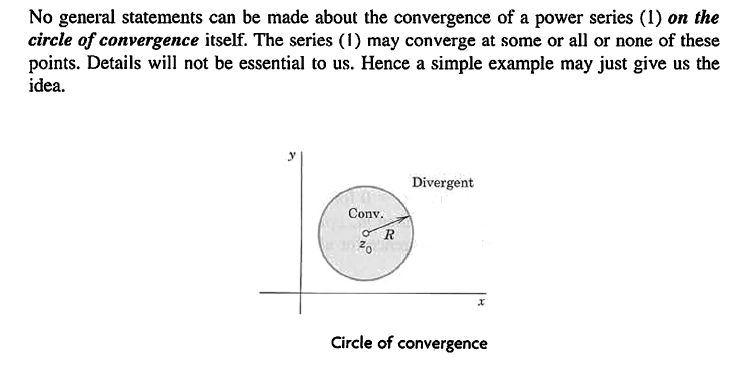 No general statements can be made about the convergence of a power series (1) on the
circle of convergence itself. The series (1) may converge at some or all or none of these
points. Details will not be essential to us. Hence a simple example may just give us the
idea.
y
Divergent
Conv.
R
z₀
x
Circle of convergence